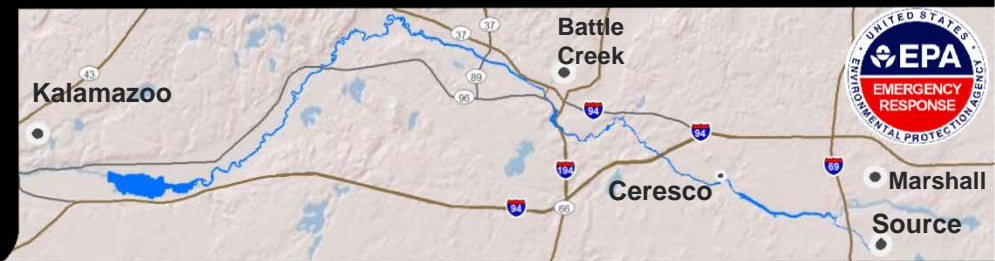 Kalamazoo
43
37
37
Battle
Creek
89
96
94
94
194
94
66
69
Ceresco
Marshall
Source
UNITED STATES
EPA
EMERGENCY
RESPONSE
ENVIRONMENTAL PROTECTION AGENCY